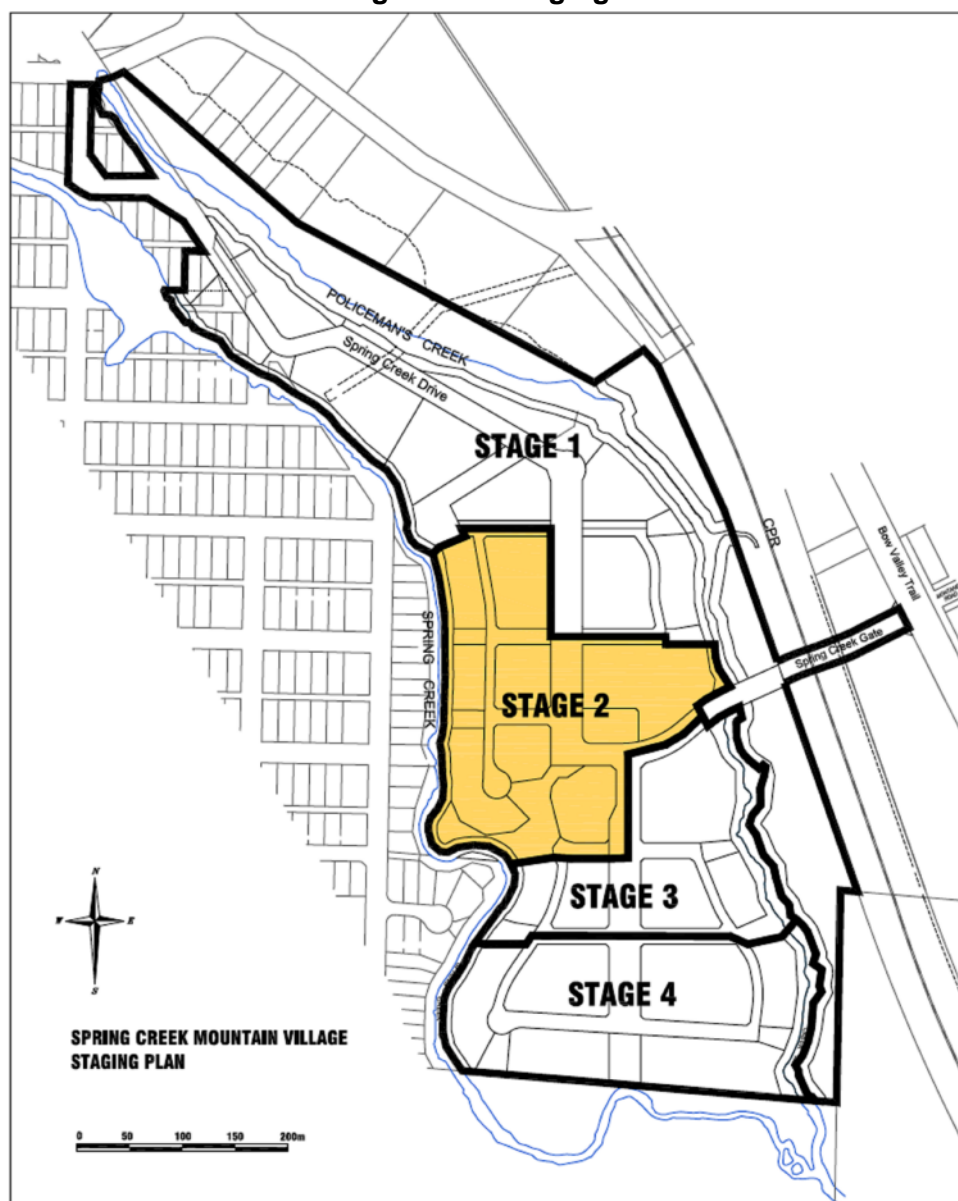 POLICEMAN'S CREEK
Spring Creek Drive
STAGE 1
CPR
Bow Valley Trail
Spring Creek Gate
SPRING CREEK
STAGE 2
STAGE 3
STAGE 4
N
W E
S
SPRING CREEK MOUNTAIN VILLAGE
STAGING PLAN
0 50 100 150 200m